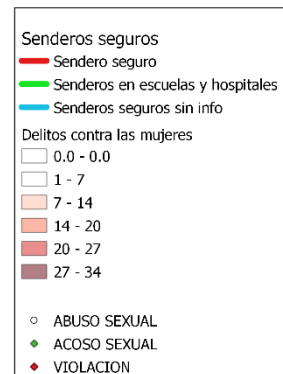 Senderos seguros
Sendero seguro
Senderos en escuelas y hospitales
Senderos seguros sin info
Delitos contra las mujeres
0.0 - 0.0
1 - 7
7 - 14
14 - 20
20 - 27
27 - 34
ABUSO SEXUAL
ACOSO SEXUAL
VIOLACION